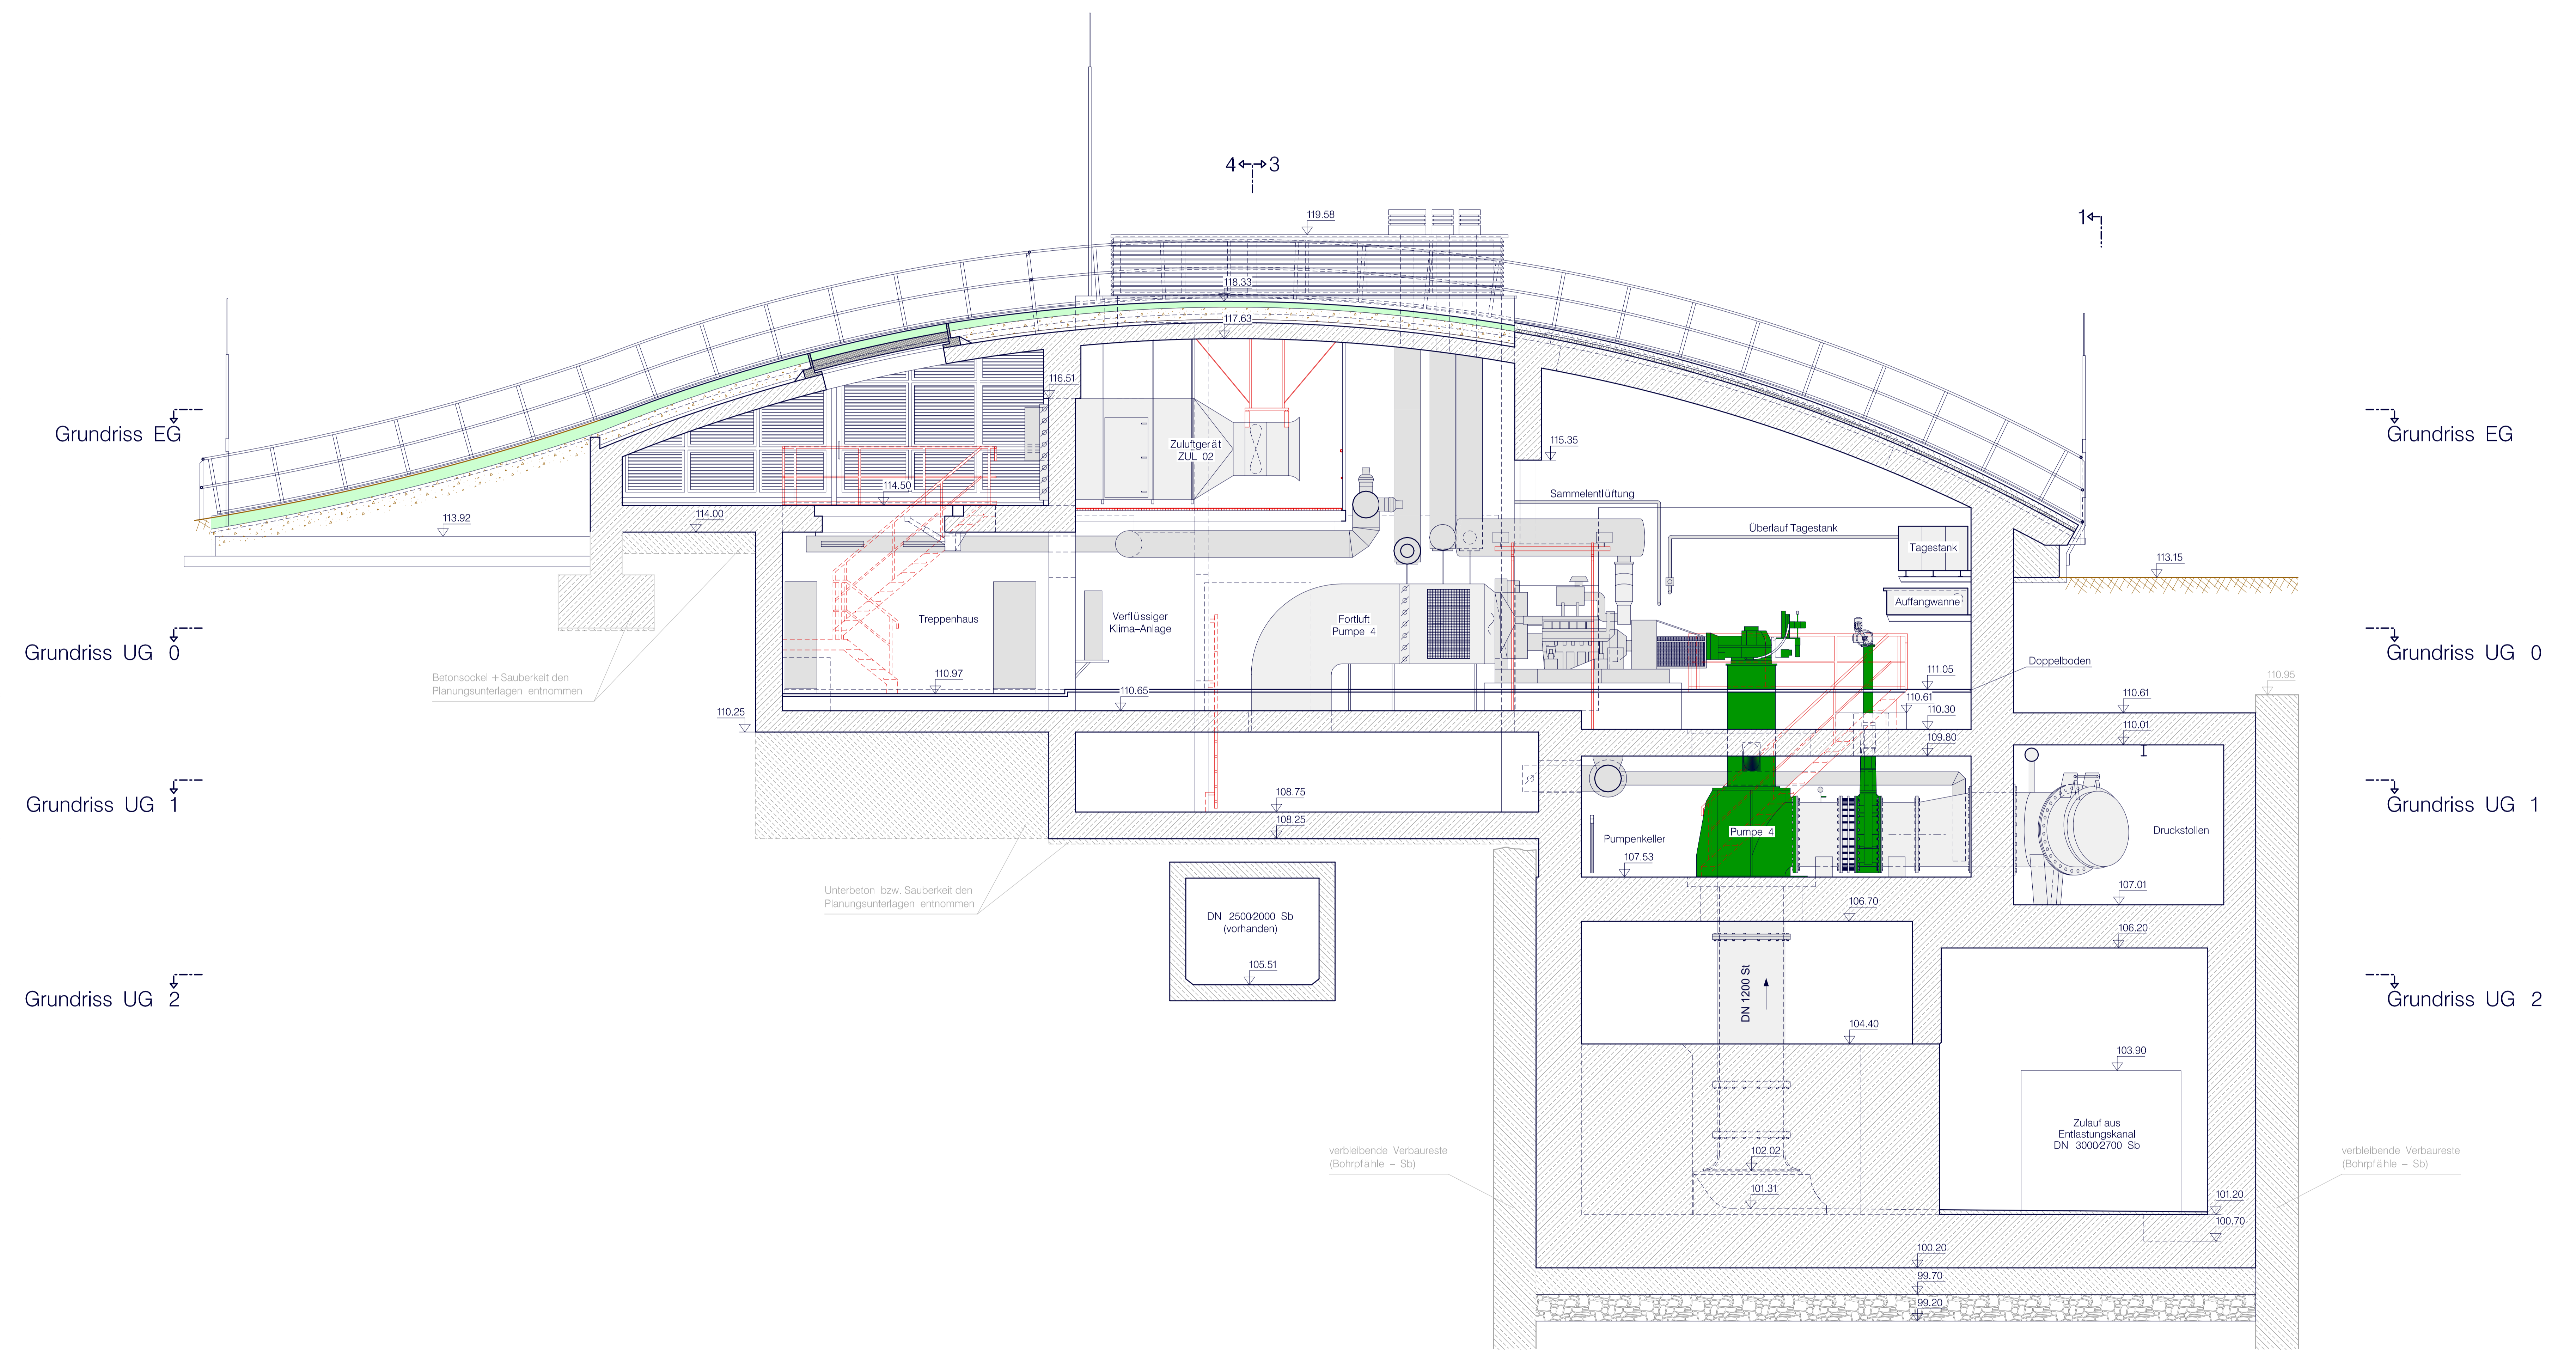 4 3
119.58
1
118.33
117.63
116.51
Grundriss EG
Grundriss EG
Zuluftgerät
ZUL 02
115.35
114.50
Sammelentlüftung
114.00
113.92
Überlauf Tagestank
Tagestank
113.15
Auffangwanne
Treppenhaus
Verflüssiger
Klima-Anlage
Fortluft
Pumpe 4
Grundriss UG 0
Grundriss UG 0
Doppelboden
Betonsockel + Sauberkeit den
Planungsunterlagen entnommen
110.97
111.05
110.95
110.65
110.61
110.61
110.25
110.30
110.01
109.80
108.75
Grundriss UG 1
Grundriss UG 1
108.25
Pumpe 4
Druckstollen
Pumpenkeller
107.53
Unterbeton bzw. Sauberkeit den
Planungsunterlagen entnommen
107.01
106.70
DN 2500/2000 Sb
(vorhanden)
106.20
105.51
DN 1200 St
Grundriss UG 2
Grundriss UG 2
104.40
103.90
Zulauf aus
Entlastungskanal
DN 3000/2700 Sb
verbleibende Verbaureste
(Bohrpfähle – Sb)
verbleibende Verbaureste
(Bohrpfähle – Sb)
102.02
101.31
101.20
100.70
100.20
99.70
99.20